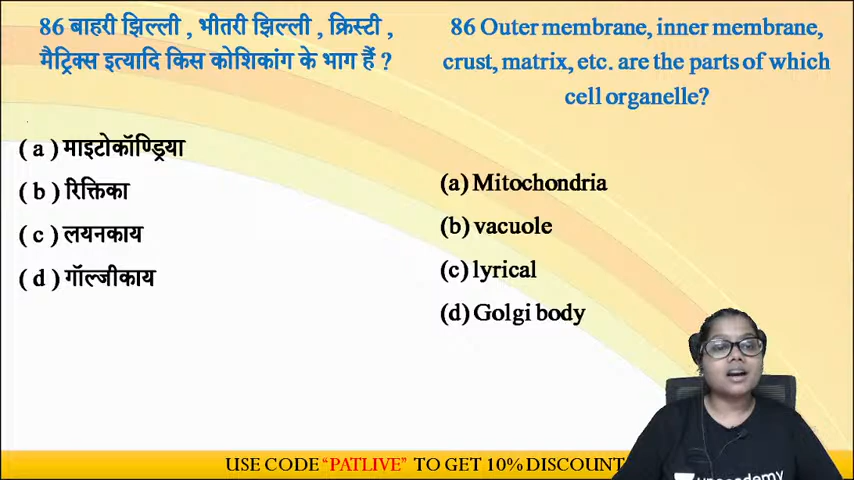 86 बाहरी झिल्ली , भीतरी झिल्ली , क्रिस्टी ,
मैट्रिक्स इत्यादि किस कोशिकांग के भाग हैं ?
( a ) माइटोकॉण्ड्रिया
( b ) रिक्तिका
( c ) लयनकाय
( d ) गॉल्जीकाय
86 Outer membrane, inner membrane,
crust, matrix, etc. are the parts of which
cell organelle?
(a) Mitochondria
(b) vacuole
(c) lyrical
(d) Golgi body
USE CODE “PATLIVE” TO GET 10% DISCOUNT